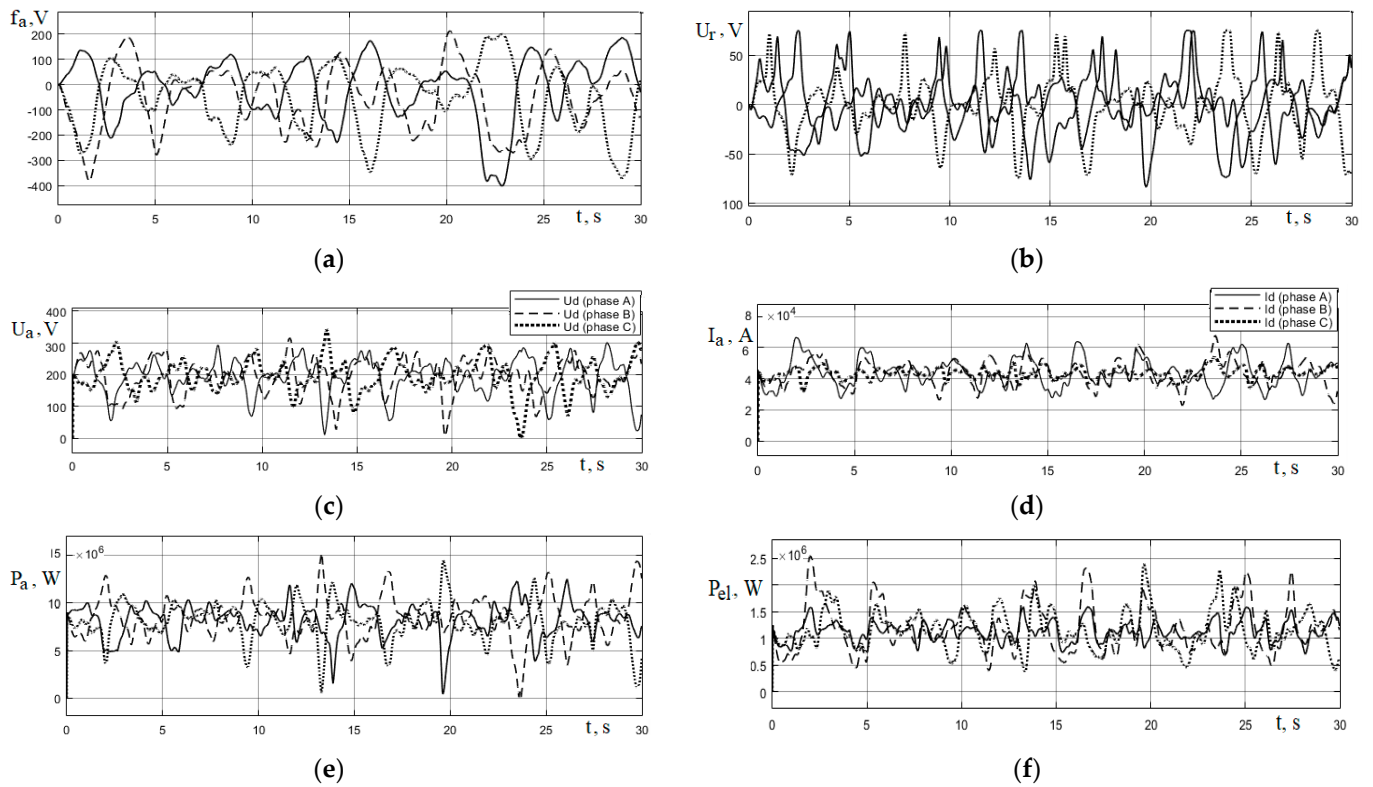 f_a, V
200
100
0
-100
-200
-300
-400
0 5 10 15 20 25 30
t, s
(a)
U_r, V
50
0
-50
100
0 5 10 15 20 25 30
t, s
(b)
Ud (phase A)
Ud (phase B)
Ud (phase C)
U_a, V
400
300
200
100
0
0 5 10 15 20 25 30
t, s
(c)
Id (phase A)
Id (phase B)
Id (phase C)
I_a, A
×10^4
8
6
4
2
0
0 5 10 15 20 25 30
t, s
(d)
P_a, W
×10^6
15
10
5
0
0 5 10 15 20 25 30
t, s
(e)
P_el, W
×10^6
2.5
2
1.5
1
0.5
0
0 5 10 15 20 25 30
t, s
(f)